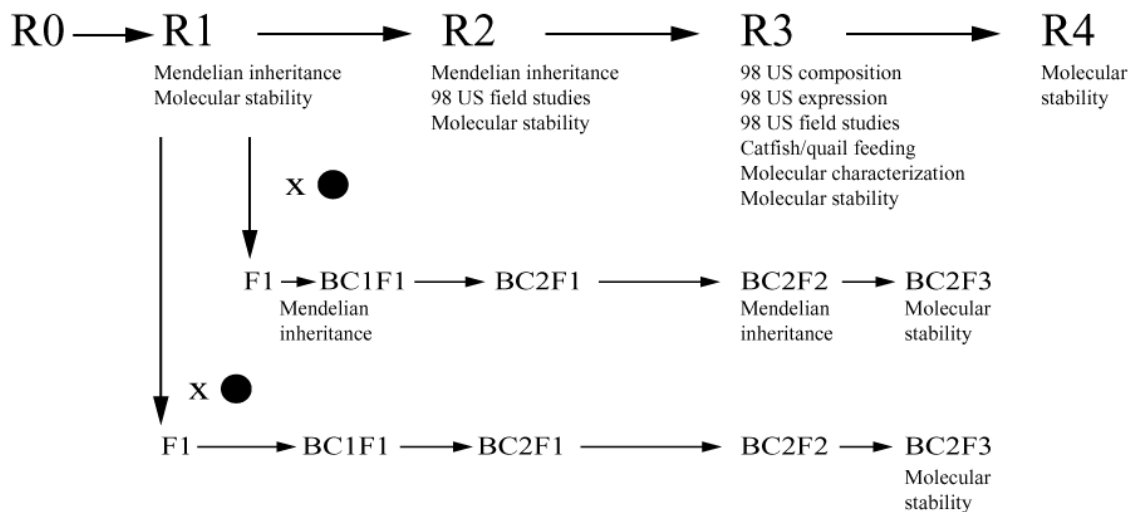 R0 R1 R2 R3 R4
Mendelian inheritance
Molecular stability
Mendelian inheritance
98 US field studies
Molecular stability
98 US composition
98 US expression
98 US field studies
Catfish/quail feeding
Molecular characterization
Molecular stability
Molecular
stability
x
F1 BC1F1 BC2F1 BC2F2 BC2F3
Mendelian
inheritance
Mendelian
inheritance
Molecular
stability
x
F1 BC1F1 BC2F1 BC2F2 BC2F3
Molecular
stability